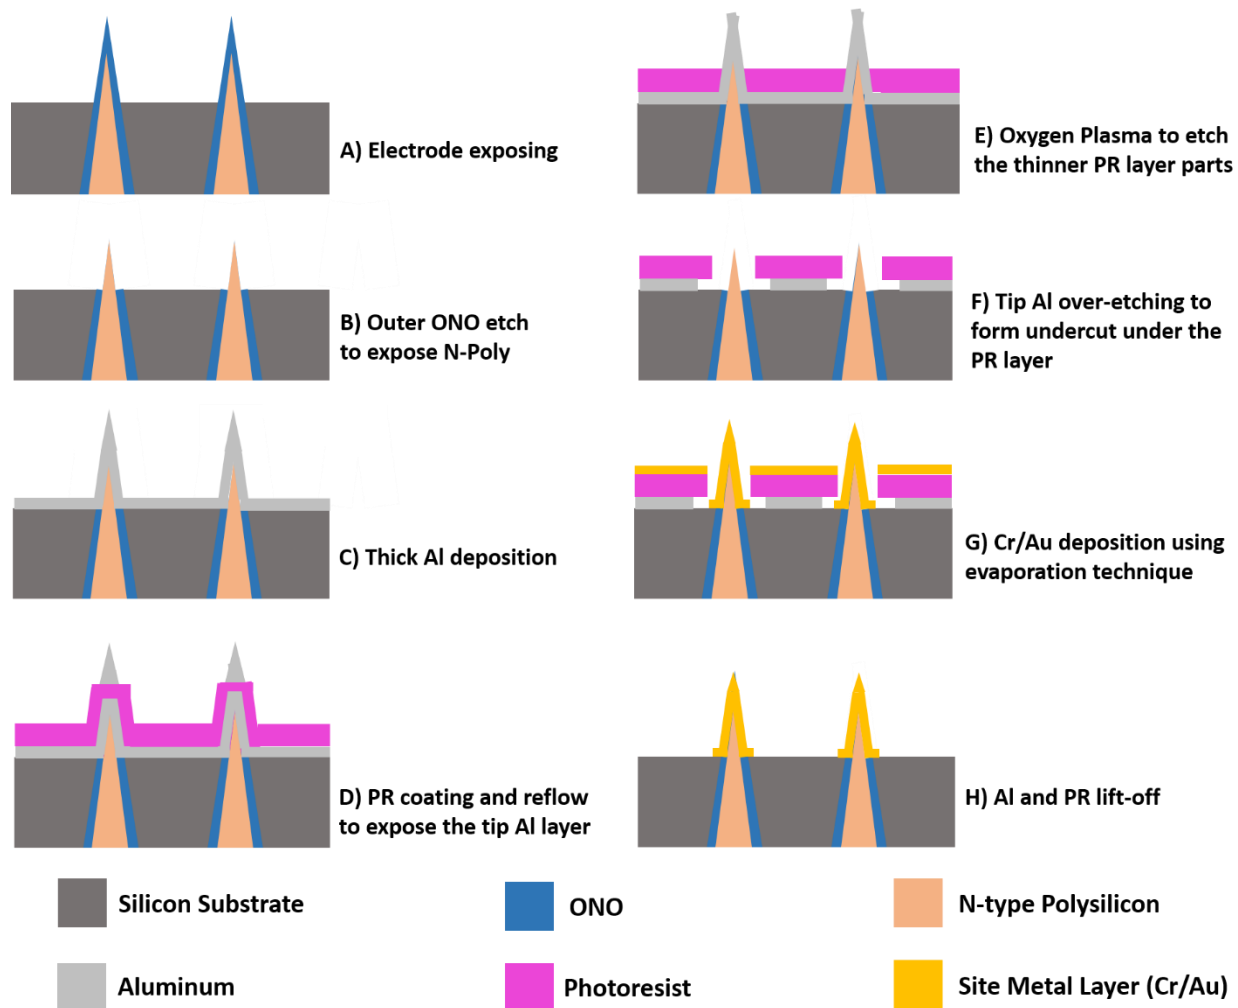 A) Electrode exposing
B) Outer ONO etch
to expose N-Poly
C) Thick Al deposition
D) PR coating and reflow
to expose the tip Al layer
E) Oxygen Plasma to etch
the thinner PR layer parts
F) Tip Al over-etching to
form undercut under the
PR layer
G) Cr/Au deposition using
evaporation technique
H) Al and PR lift-off
Silicon Substrate
ONO
N-type Polysilicon
Aluminum
Photoresist
Site Metal Layer (Cr/Au)